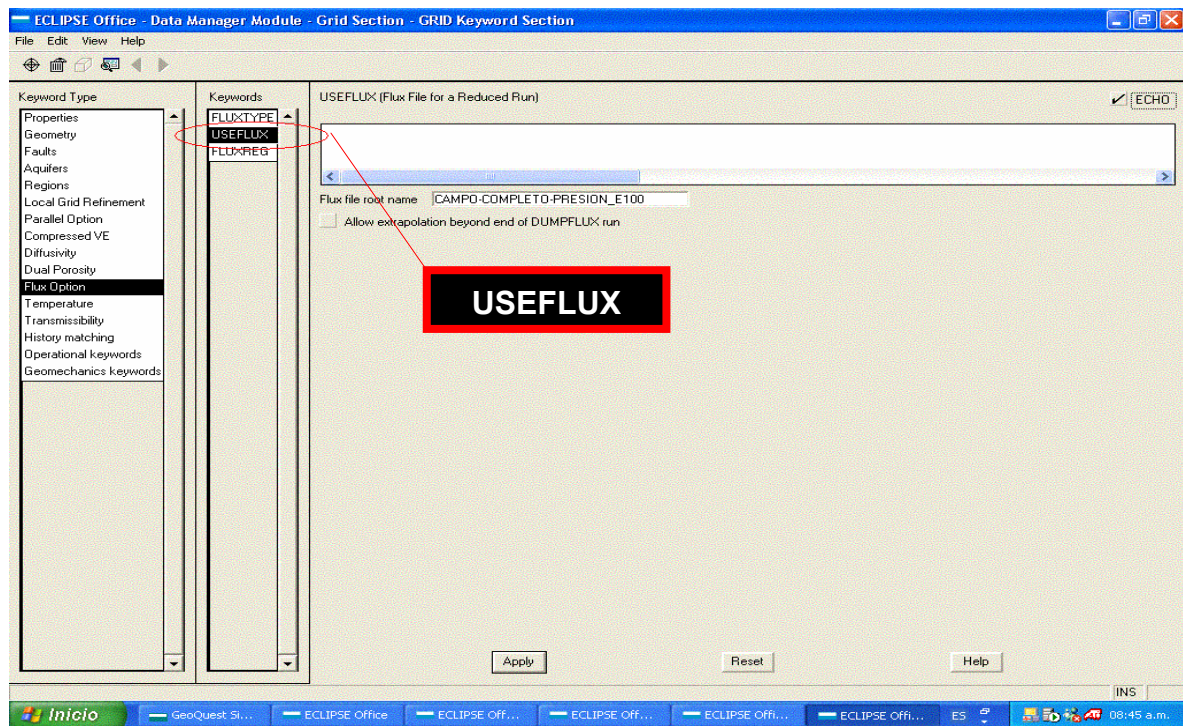 ECLIPSE Office - Data Manager Module - Grid Section - GRID Keyword Section
File Edit View Help
Keyword Type
Properties
Geometry
Faults
Aquifers
Regions
Local Grid Refinement
Parallel Option
Compressed VE
Diffusivity
Dual Porosity
Flux Option
Temperature
Transmissibility
History matching
Operational keywords
Geomechanics keywords
Keywords
FLUXTYPE
USEFLUX
FLUXREG
USEFLUX (Flux File for a Reduced Run)
ECHO
Flux file root name CAMPO-COMPLETO-PRESION_E100
Allow extrapolation beyond end of DUMPFLUX run
USEFLUX
Apply Reset Help
INS
Inicio GeoQuest Si... ECLIPSE Office ECLIPSE Off... ECLIPSE Off... ECLIPSE Offi... ECLIPSE Offi... ES 08:45 a.m.